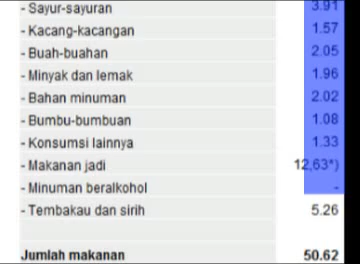 - Sayur-sayuran 3.91
- Kacang-kacangan 1.57
- Buah-buahan 2.05
- Minyak dan lemak 1.96
- Bahan minuman 2.02
- Bumbu-bumbuan 1.08
- Konsumsi lainnya 1.33
- Makanan jadi 12,63*)
- Minuman beralkohol -
- Tembakau dan sirih 5.26
Jumlah makanan 50.62